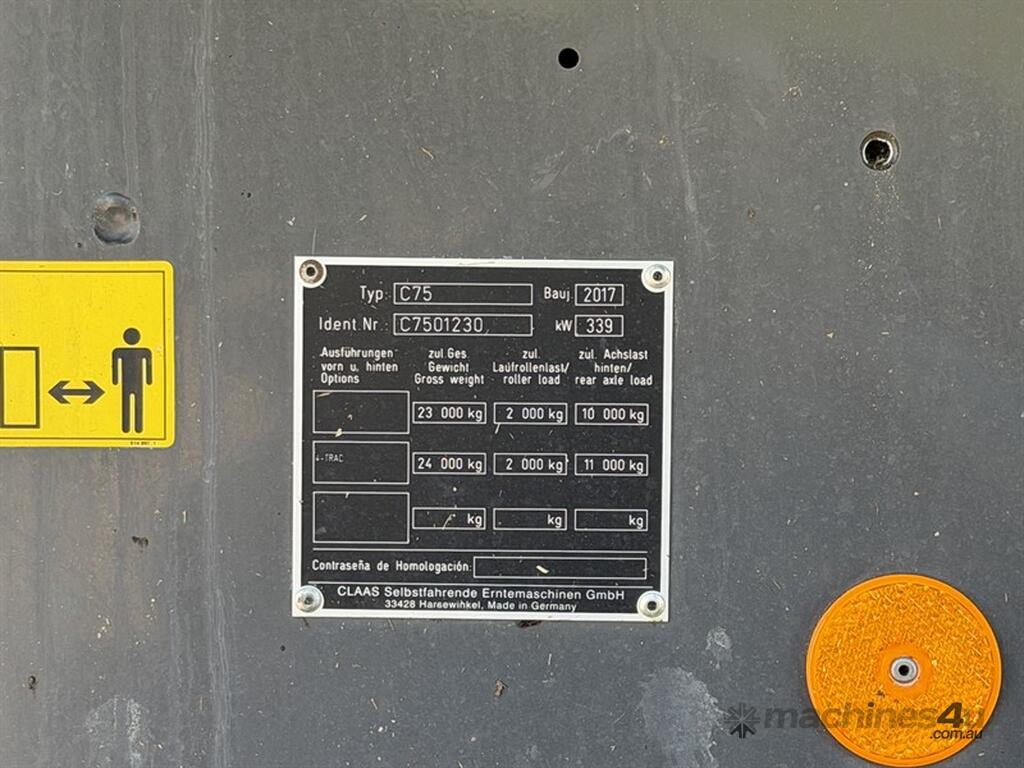 Typ: C75 Bauj. 2017
Ident.Nr.: C7501230 kW 339
Ausführungen vorn u. hinten Options
zul.Ges Gewicht Gross weight
zul. Laufrollenlast/ roller load
zül. Achslast hinten/ rear axle load
23 000 kg 2 000 kg 10 000 kg
4-TRAC 24 000 kg 2 000 kg 11 000 kg
kg kg kg
Contraseña de Homologación:
CLAAS Selbstfahrende Erntemaschinen GmbH
33428 Harsewinkel, Made in Germany
machines4u
.com.au